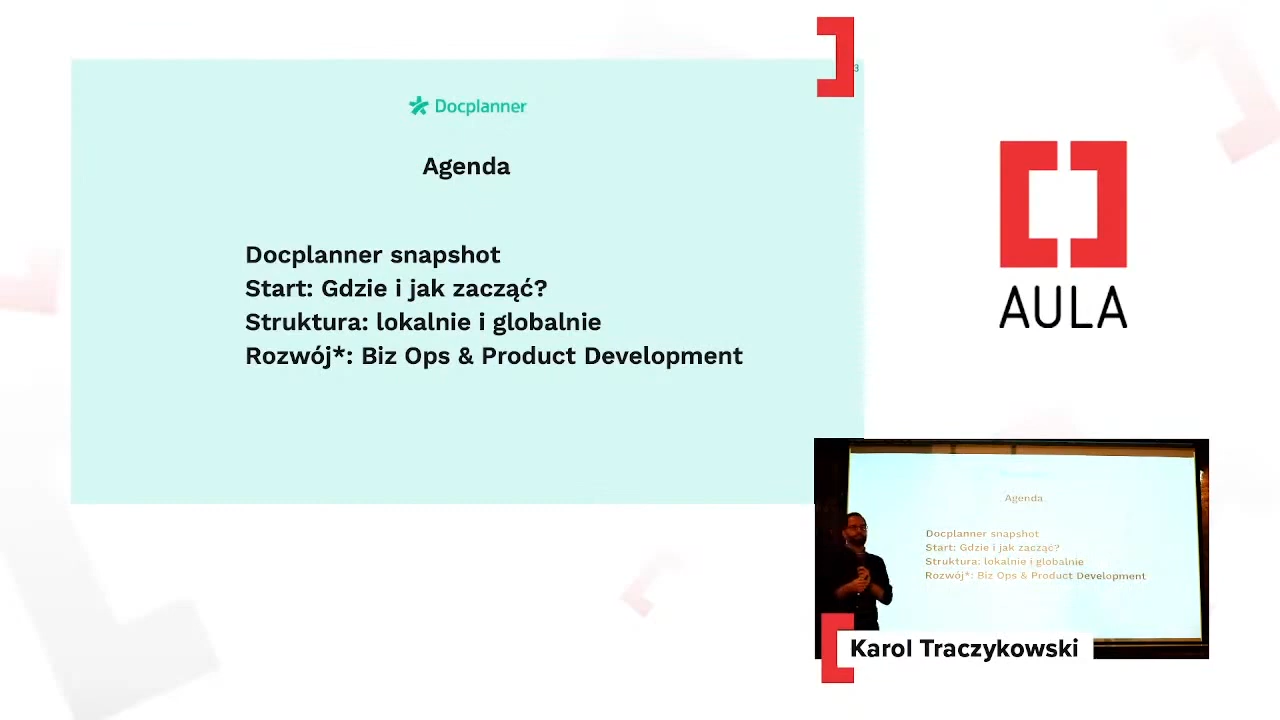 3
Docplanner
Agenda
Docplanner snapshot
Start: Gdzie i jak zacząć?
Struktura: lokalnie i globalnie
Rozwój*: Biz Ops & Product Development
AULA
Agenda
Docplanner snapshot
Start: Gdzie i jak zacząć?
Struktura: lokalnie i globalnie
Rozwój*: Biz Ops & Product Development
Karol Traczykowski